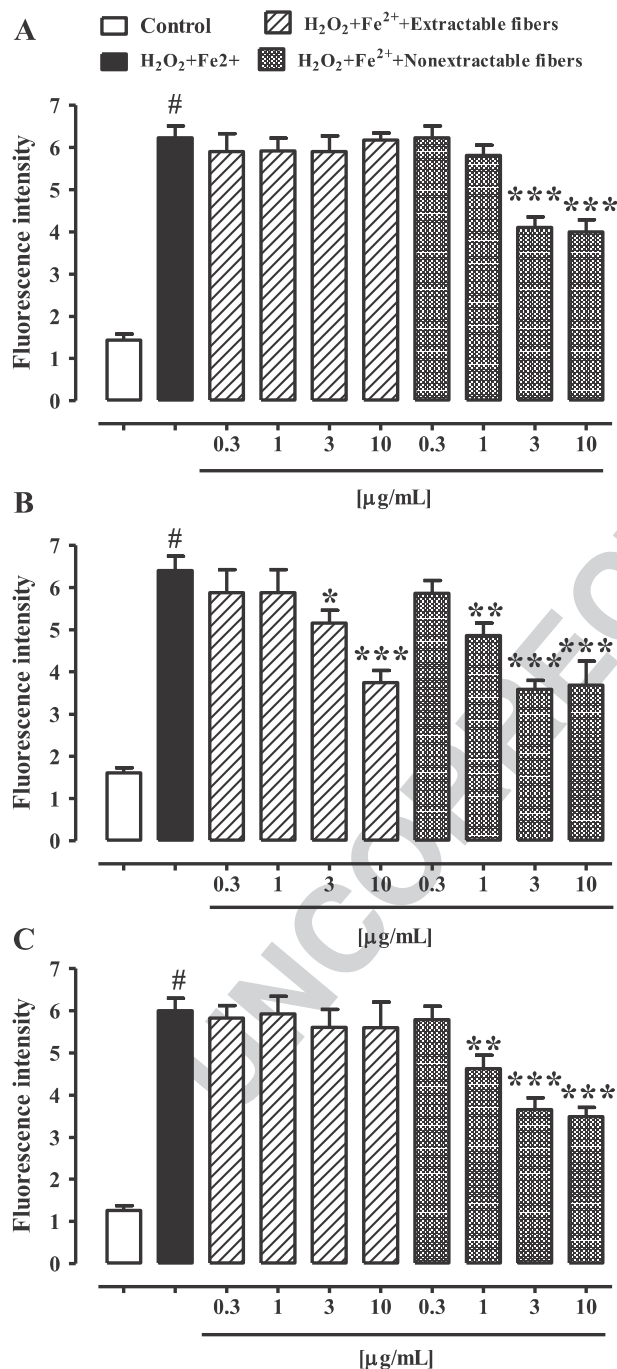 A
Control
H₂O₂+Fe²⁺+Extractable fibers
H₂O₂+Fe2+
H₂O₂+Fe²⁺+Nonextractable fibers
Fluorescence intensity
7
6
5
4
3
2
1
0
#
***
***
0.3 1 3 10 0.3 1 3 10
[μg/mL]
B
Fluorescence intensity
7
6
5
4
3
2
1
0
#
*
***
**
***
***
0.3 1 3 10 0.3 1 3 10
[μg/mL]
C
Fluorescence intensity
7
6
5
4
3
2
1
0
#
**
***
***
0.3 1 3 10 0.3 1 3 10
[μg/mL]